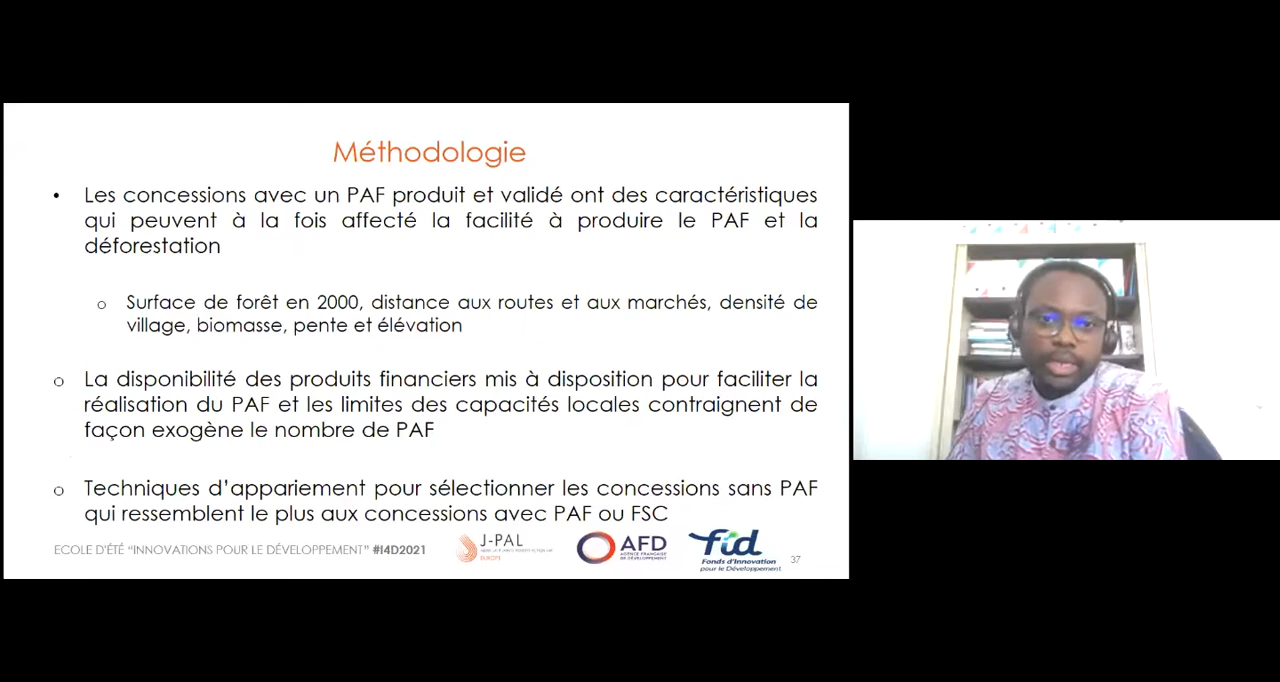 Méthodologie
• Les concessions avec un PAF produit et validé ont des caractéristiques
qui peuvent à la fois affecté la facilité à produire le PAF et la
déforestation
o Surface de forêt en 2000, distance aux routes et aux marchés, densité de
village, biomasse, pente et élévation
o La disponibilité des produits financiers mis à disposition pour faciliter la
réalisation du PAF et les limites des capacités locales contraignent de
façon exogène le nombre de PAF
o Techniques d'appariement pour sélectionner les concessions sans PAF
qui ressemblent le plus aux concessions avec PAF ou FSC
ECOLE D'ÉTÉ "INNOVATIONS POUR LE DÉVELOPPEMENT" #I4D2021
J-PAL
EUROPE
AFD
AGENCE FRANÇAISE
DE DÉVELOPPEMENT
fid
Fonds d'Innovation
pour le Développement
37